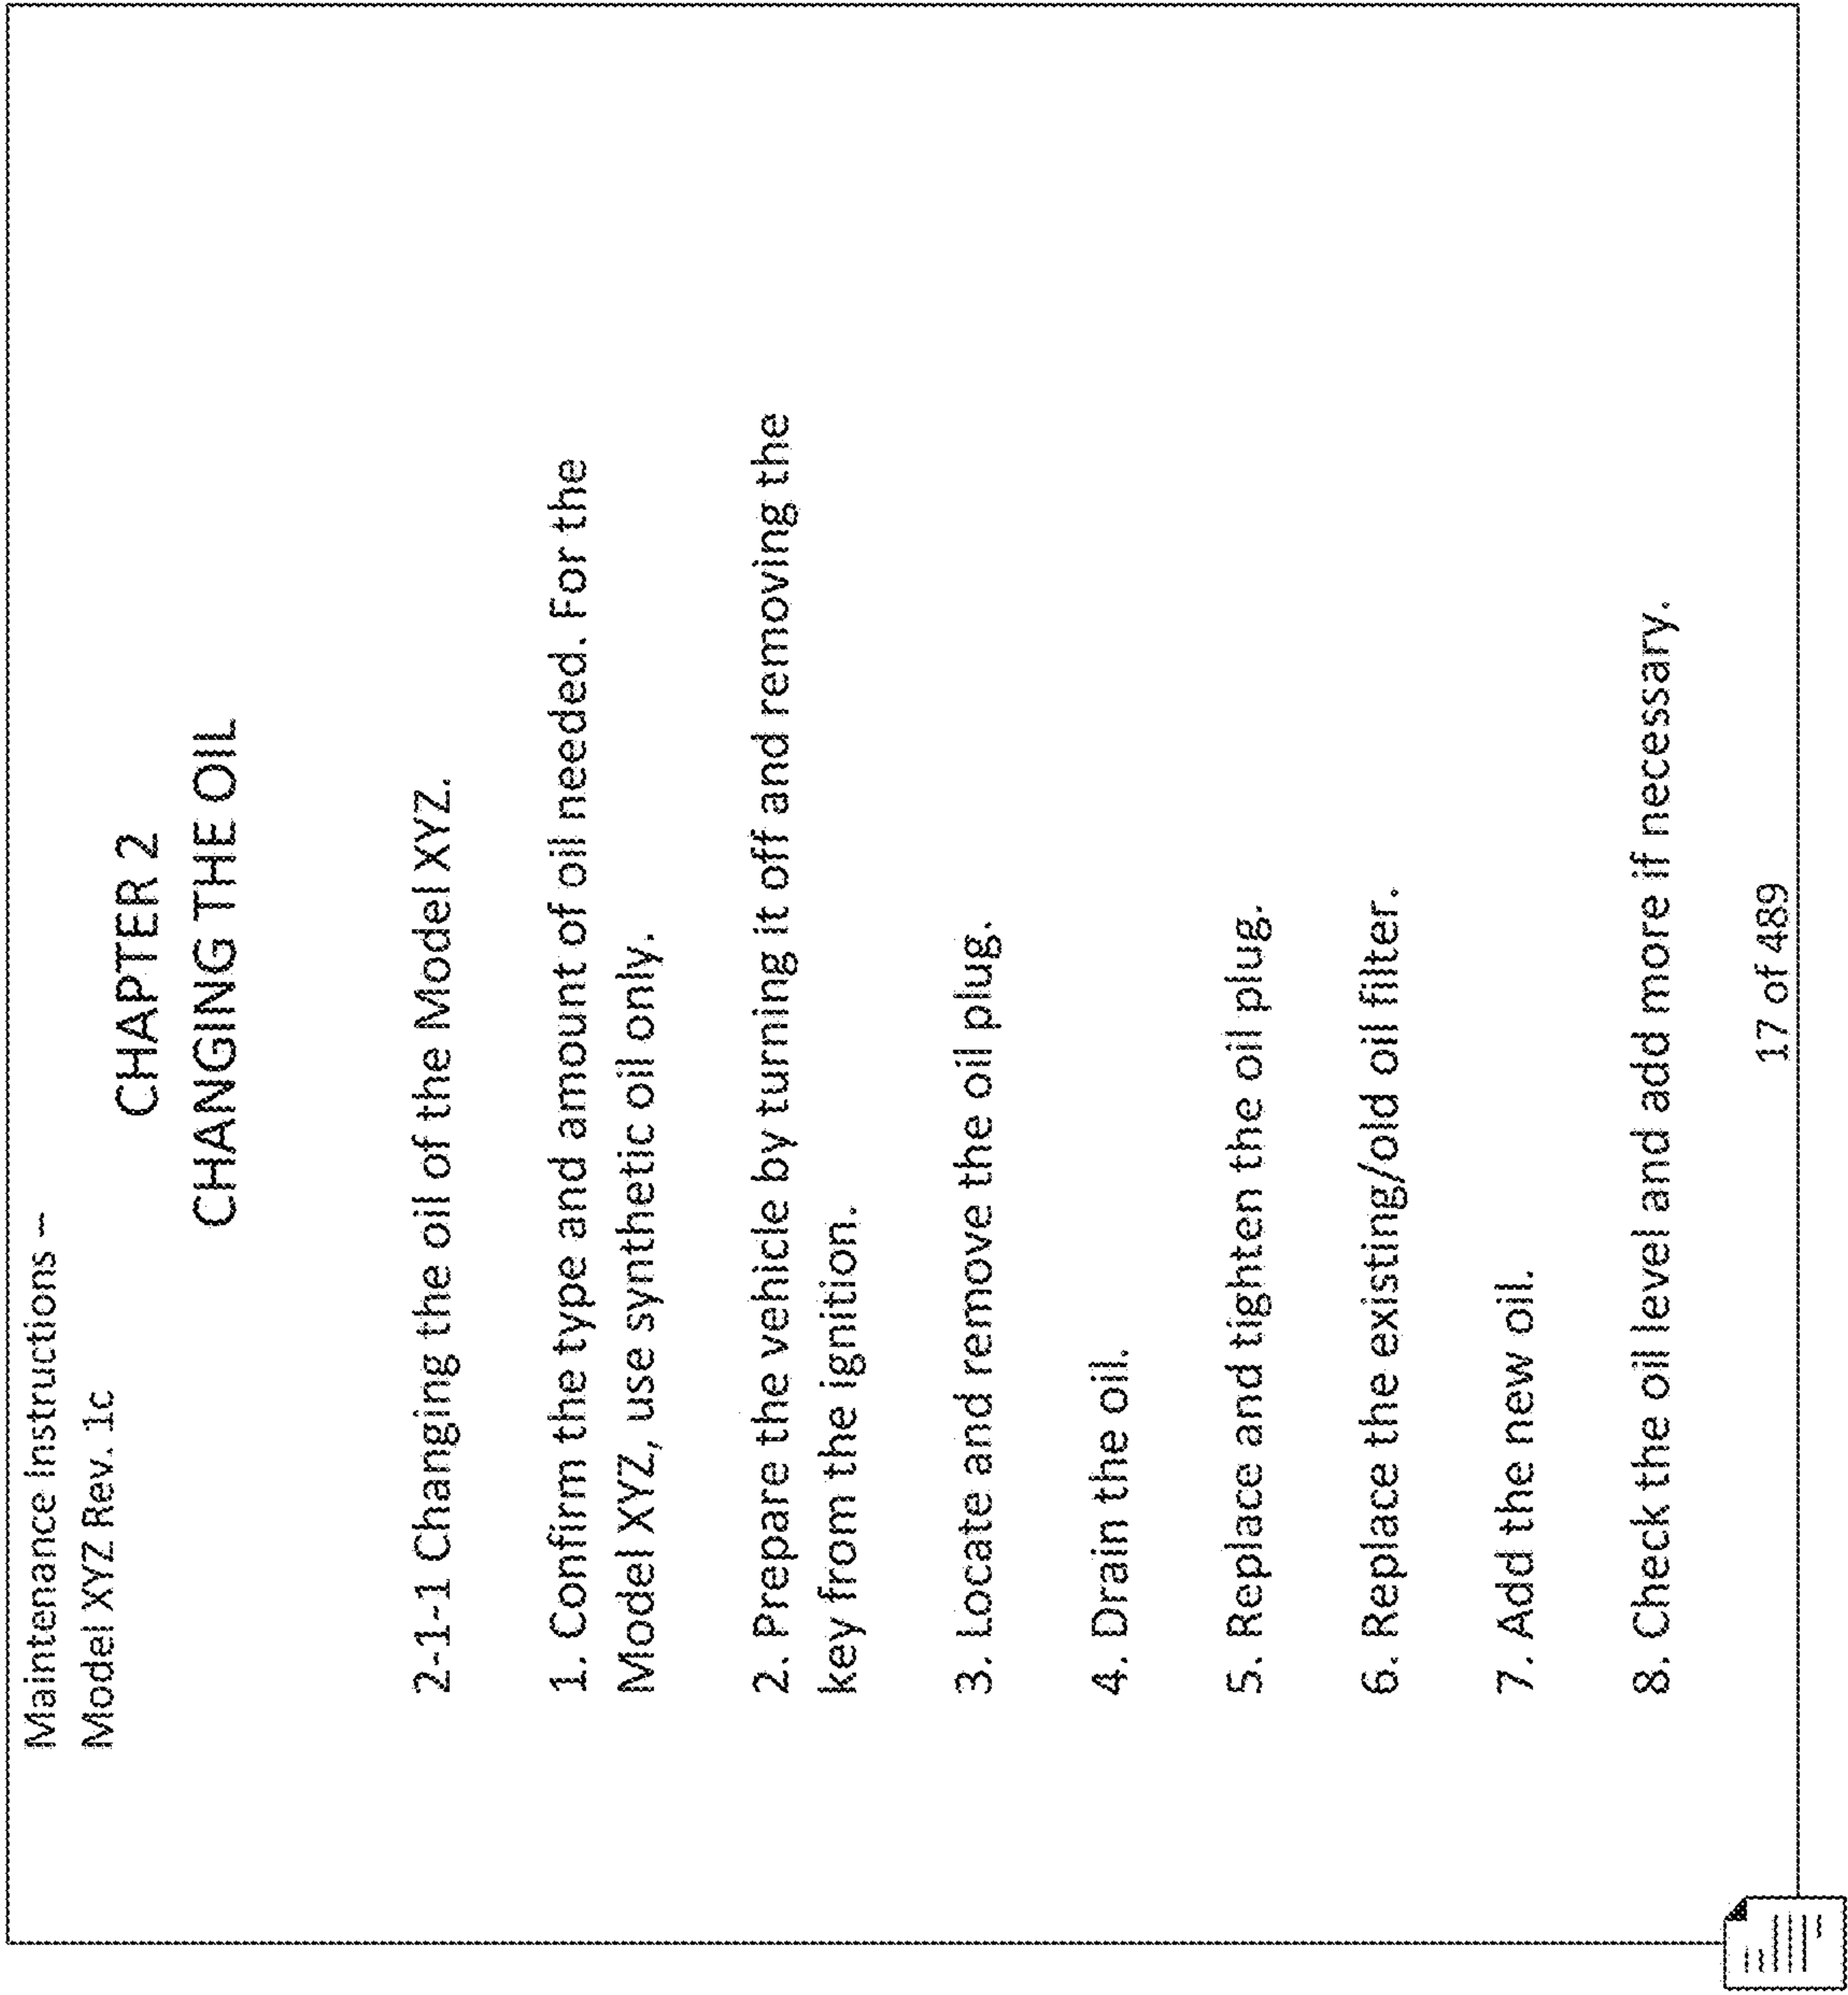 Maintenance Instructions –
Model XYZ Rev. 1c
CHAPTER 2
CHANGING THE OIL
2-1-1 Changing the oil of the Model XYZ.
1. Confirm the type and amount of oil needed. For the
Model XYZ, use synthetic oil only.
2. Prepare the vehicle by turning it off and removing the
key from the ignition.
3. Locate and remove the oil plug.
4. Drain the oil.
5. Replace and tighten the oil plug.
6. Replace the existing/old oil filter.
7. Add the new oil.
8. Check the oil level and add more if necessary.
17 of 489